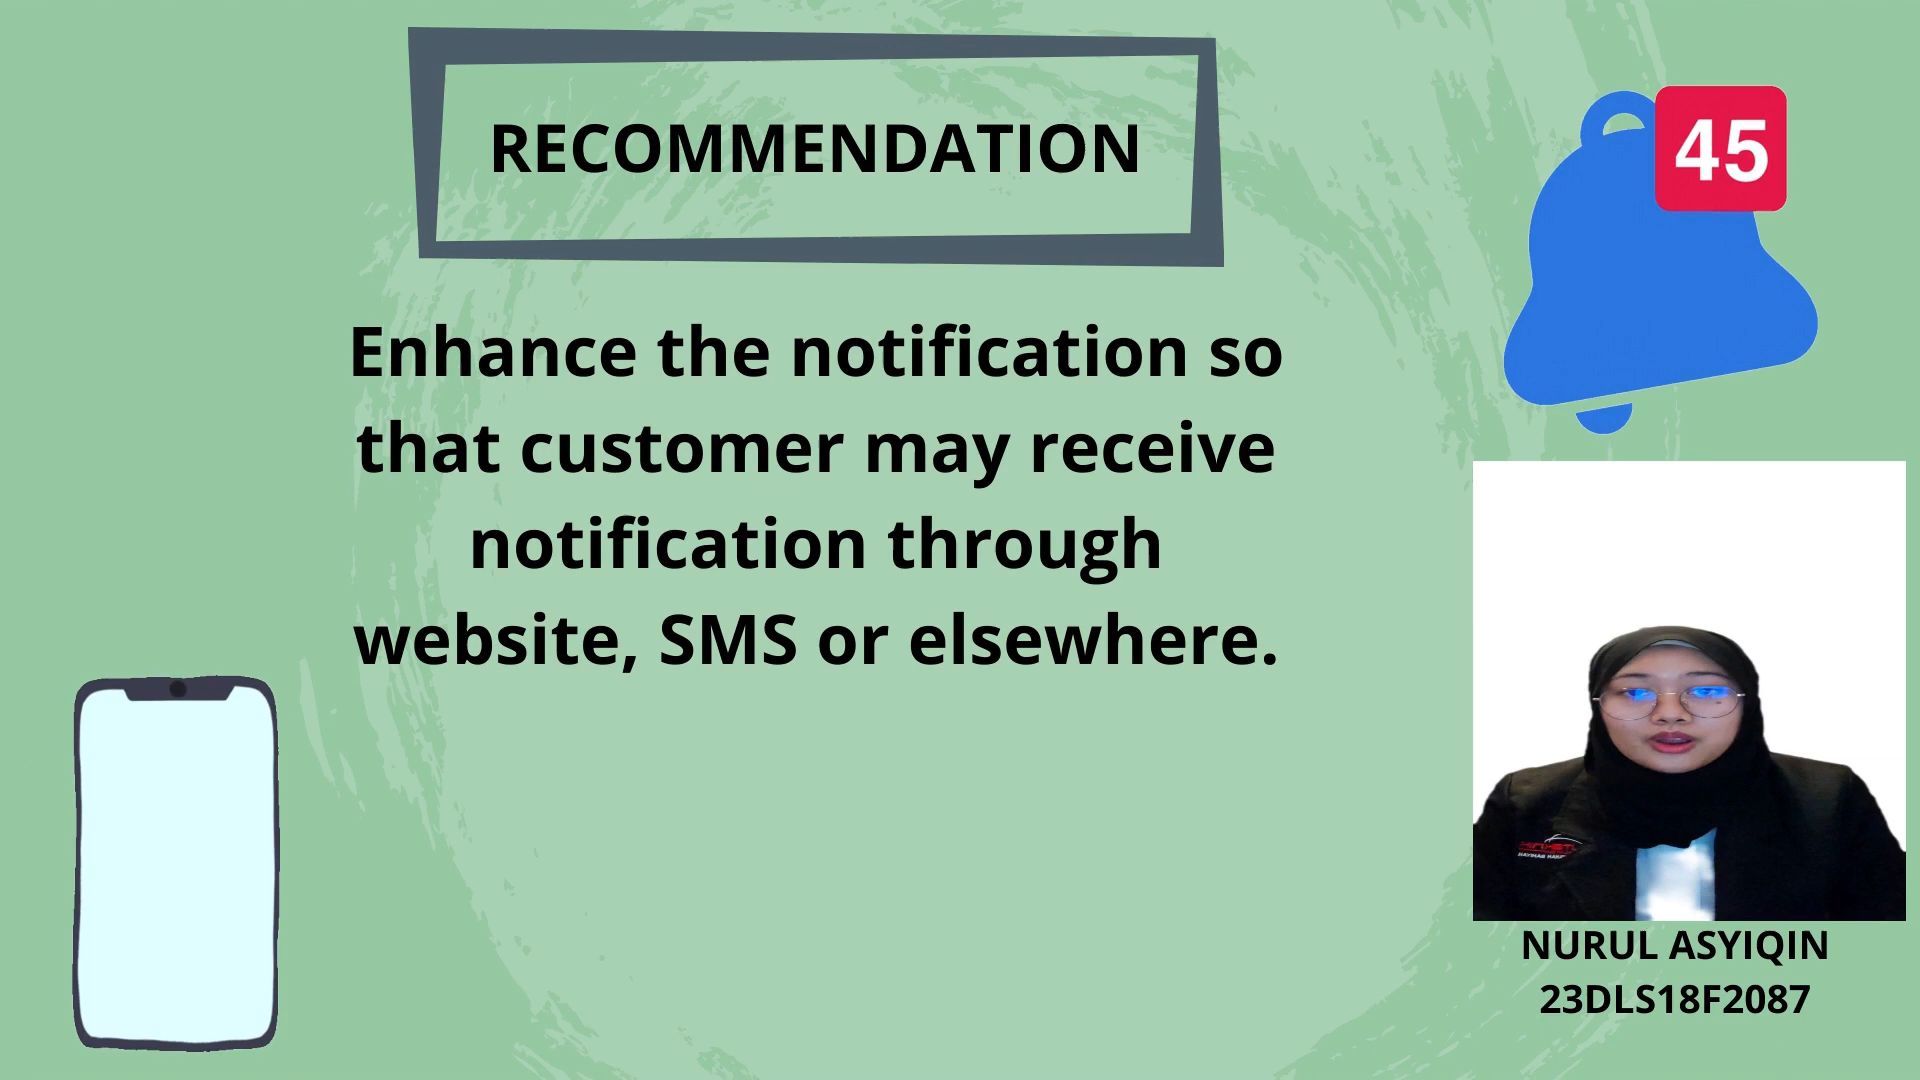 RECOMMENDATION
45
Enhance the notification so
that customer may receive
notification through
website, SMS or elsewhere.
NURUL ASYIQIN
23DLS18F2087